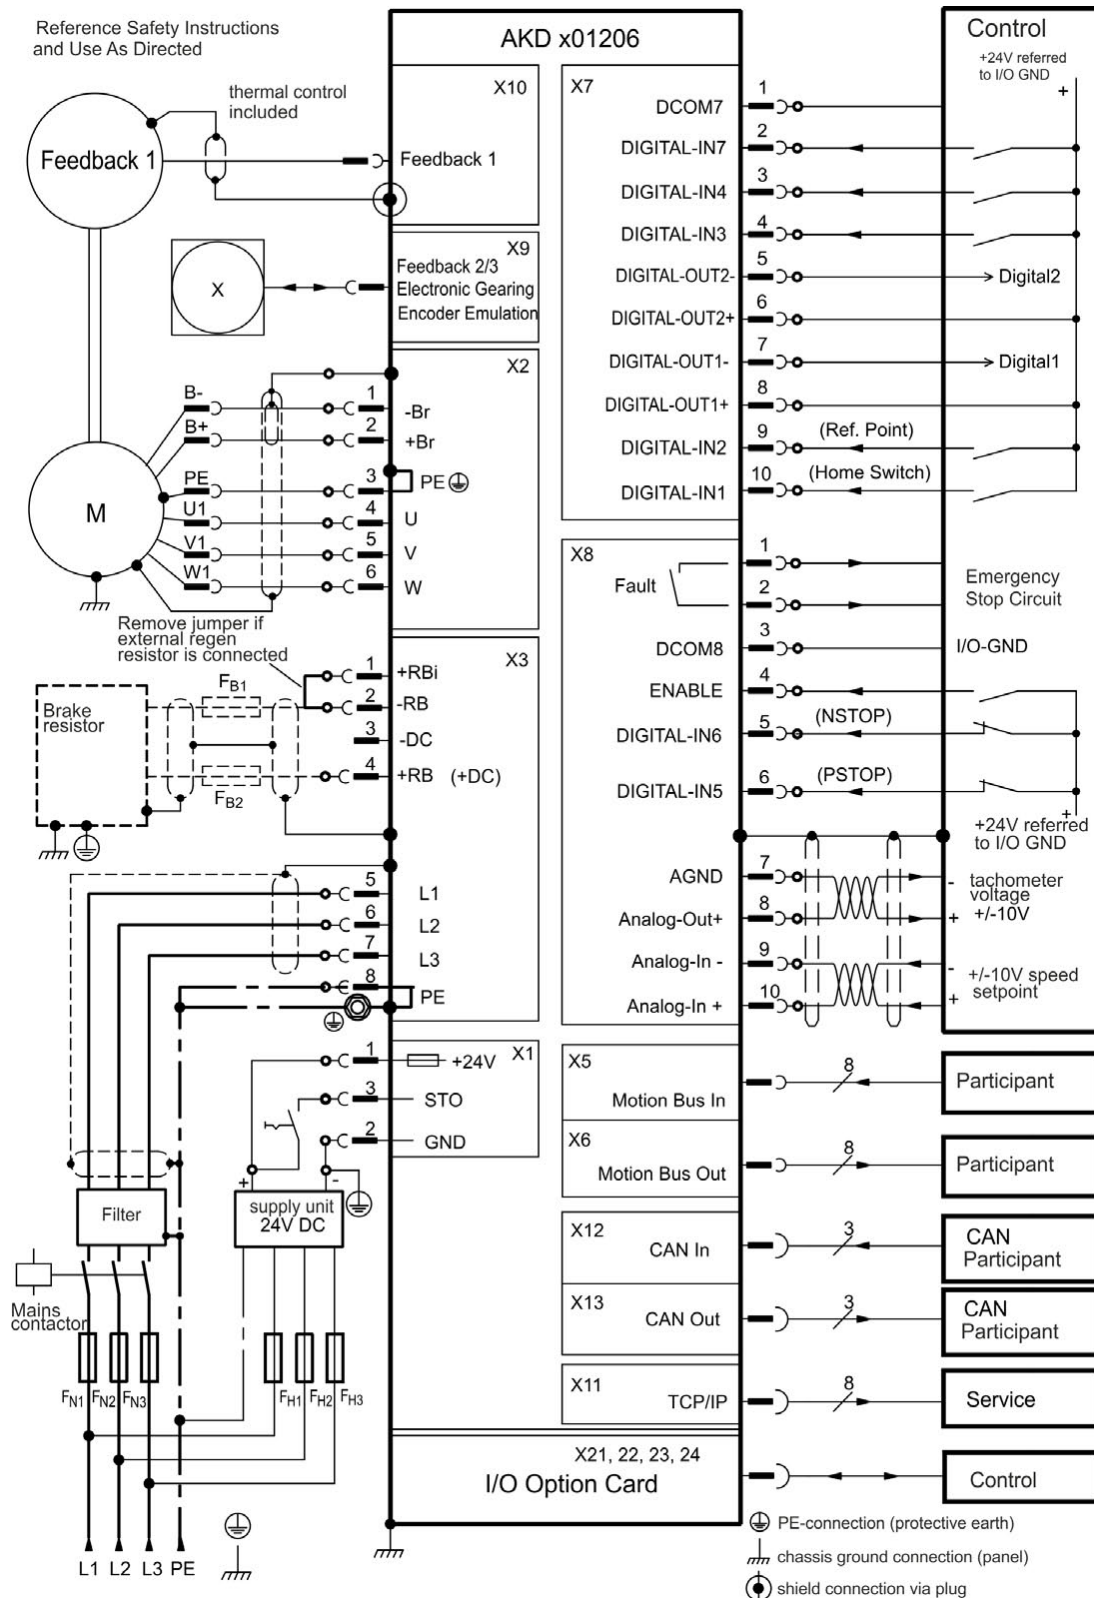 Reference Safety Instructions
and Use As Directed
AKD x01206
thermal control
included
Feedback 1
X10
Feedback 1
X
X9
Feedback 2/3
Electronic Gearing
Encoder Emulation
X2
B-
1
-Br
B+
2
+Br
PE
3
PE
U1
4
U
V1
5
V
W1
6
W
M
Remove jumper if
external regen
resistor is connected
X3
1
+RBi
2
-RB
3
-DC
4
+RB (+DC)
FB1
FB2
Brake
resistor
5
L1
6
L2
7
L3
8
PE
X1
1
+24V
3
STO
2
GND
+
-
supply unit
24V DC
Filter
Mains
contactor
FN1
FN2
FN3
FH1
FH2
FH3
L1
L2
L3
PE
X7
DCOM7
1
DIGITAL-IN7
2
DIGITAL-IN4
3
DIGITAL-IN3
4
DIGITAL-OUT2-
5
Digital2
DIGITAL-OUT2+
6
DIGITAL-OUT1-
7
Digital1
DIGITAL-OUT1+
8
DIGITAL-IN2
9
(Ref. Point)
DIGITAL-IN1
10
(Home Switch)
Control
+24V referred
to I/O GND
+
X8
Fault
1
2
Emergency
Stop Circuit
DCOM8
3
I/O-GND
ENABLE
4
DIGITAL-IN6
5
(NSTOP)
DIGITAL-IN5
6
(PSTOP)
+
+24V referred
to I/O GND
AGND
7
-
tachometer
voltage
+/-10V
Analog-Out+
8
+
Analog-In -
9
-
+/-10V speed
setpoint
Analog-In +
10
+
X5
Motion Bus In
8
Participant
X6
Motion Bus Out
8
Participant
X12
CAN In
3
CAN
Participant
X13
CAN Out
3
CAN
Participant
X11
TCP/IP
8
Service
X21, 22, 23, 24
I/O Option Card
Control
PE-connection (protective earth)
chassis ground connection (panel)
shield connection via plug